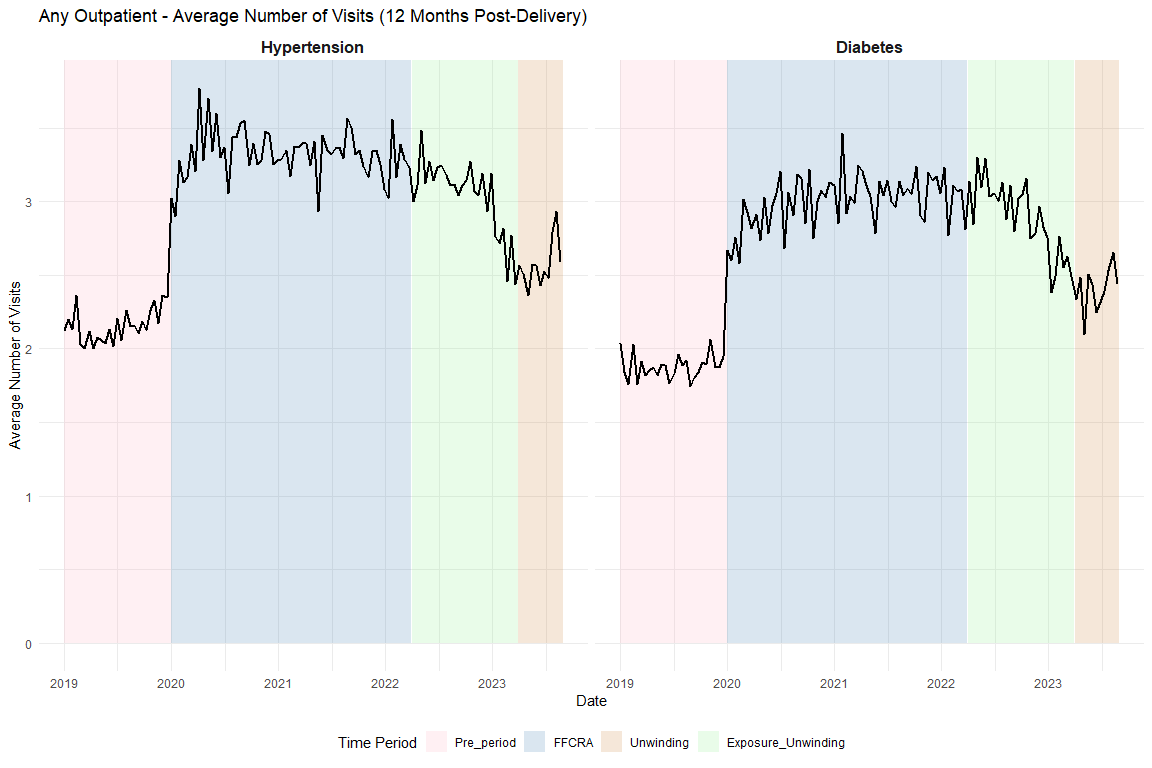 Any Outpatient - Average Number of Visits (12 Months Post-Delivery)
Hypertension
Diabetes
Average Number of Visits
3
2
1
0
2019 2020 2021 2022 2023
2019 2020 2021 2022 2023
Date
Time Period Pre_period FFCRA Unwinding Exposure_Unwinding